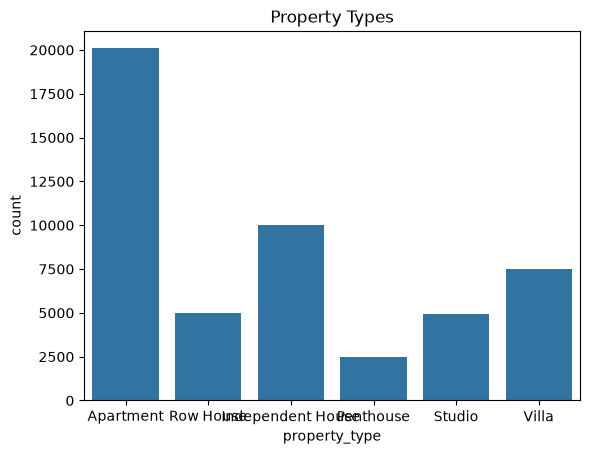 Property Types
count
20000
17500
15000
12500
10000
7500
5000
2500
0
Apartment Row House Independent House Penthouse Studio Villa
property_type